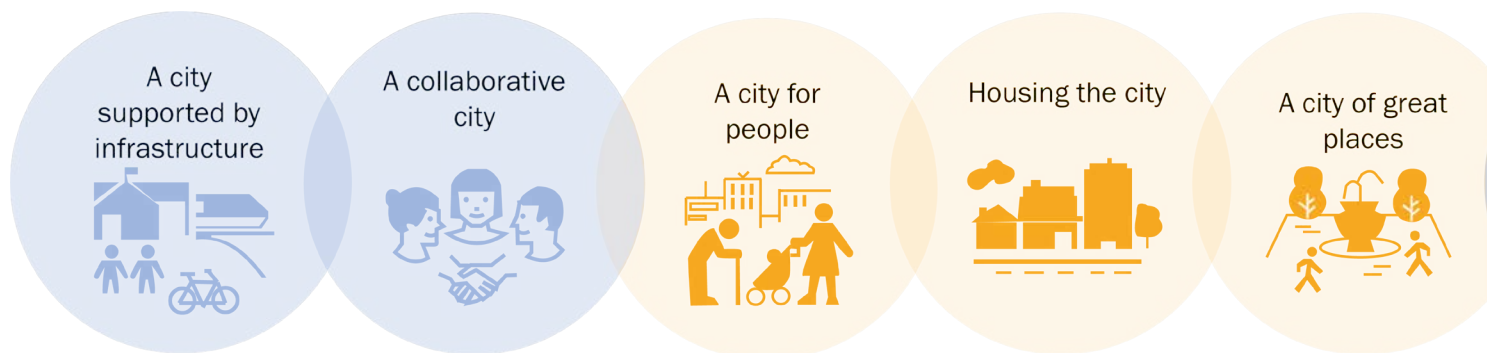 A city
supported by
infrastructure
A collaborative
city
A city for
people
Housing the city
A city of great
places